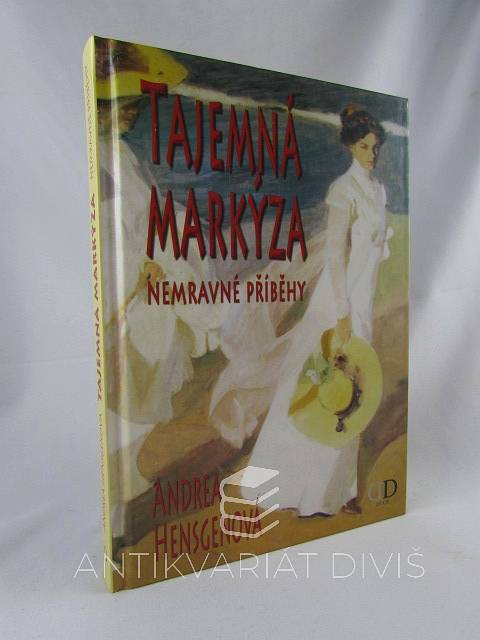 TAJEMNÁ
MARKÝZA
NEMRAVNÉ PŘÍBĚHY
ANDREA
HENSGENOVÁ
TAJEMNÁ MARKÝZA
ANTIKVARIÁT DIVIŠ